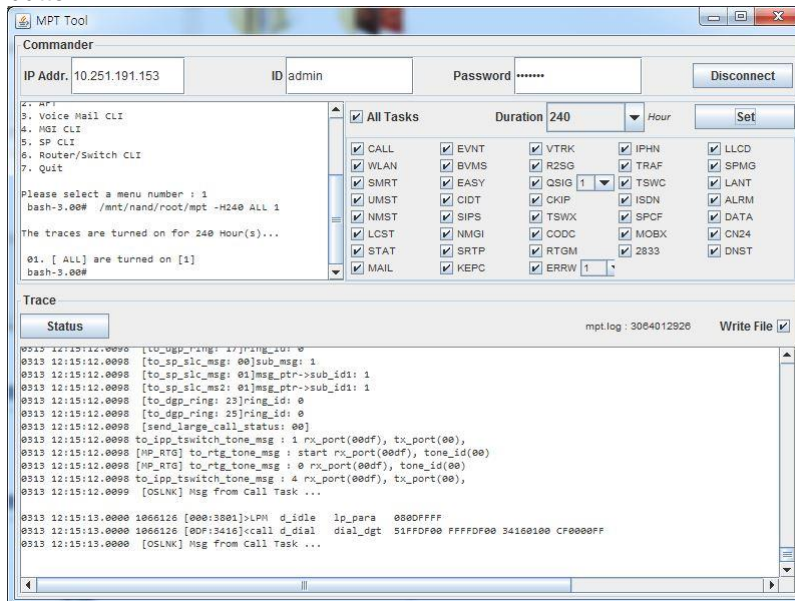 MPT Tool
Commander
IP Addr. 10.251.191.153 ID admin Password ••••••• Disconnect
2. API
3. Voice Mail CLI
4. MGI CLI
5. SP CLI
6. Router/Switch CLI
7. Quit
Please select a menu number : 1
bash-3.00# /mnt/nand/root/mpt -H240 ALL 1
The traces are turned on for 240 Hour(s)...
01. [ ALL] are turned on [1]
bash-3.00#
All Tasks Duration 240 Hour Set
CALL EVNT VTRK IPHN LLCD
WLAN BVMS R2SG TRAF SPMG
SMRT EASY QSIG 1 TSWC LANT
UMST CIDT CKIP ISDN ALRM
NMST SIPS TSWX SPCF DATA
LCST NMGI CODC MOBX CN24
STAT SRTP RTGM 2833 DNST
MAIL KEPC ERRW 1
Trace
Status mpt.log : 3064012926 Write File
0313 12:15:12.0098 [to_dgp_ring: 17]ring_id: 0
0313 12:15:12.0098 [to_sp_slc_msg: 00]sub_msg: 1
0313 12:15:12.0098 [to_sp_slc_msg: 01]msg_ptr->sub_id1: 1
0313 12:15:12.0098 [to_sp_slc_ms2: 01]msg_ptr->sub_id1: 1
0313 12:15:12.0098 [to_dgp_ring: 23]ring_id: 0
0313 12:15:12.0098 [to_dgp_ring: 25]ring_id: 0
0313 12:15:12.0098 [send_large_call_status: 00]
0313 12:15:12.0098 to_ipp_tswitch_tone_msg : 1 rx_port(00df), tx_port(00),
0313 12:15:12.0098 [MP_RTG] to_rtg_tone_msg : start rx_port(00df), tone_id(00)
0313 12:15:12.0098 [MP_RTG] to_rtg_tone_msg : 0 rx_port(00df), tone_id(00)
0313 12:15:12.0098 to_ipp_tswitch_tone_msg : 4 rx_port(00df), tx_port(00),
0313 12:15:12.0099 [OSLNK] Msg from Call Task ...
0313 12:15:13.0000 1066126 [000:3801]>LPM d_idle lp_para 080DFFFF
0313 12:15:13.0000 1066126 [0DF:3416]<call d_dial dial_dgt 51FFDF00 FFFFDF00 34160100 CF0000FF
0313 12:15:13.0000 [OSLNK] Msg from Call Task ...